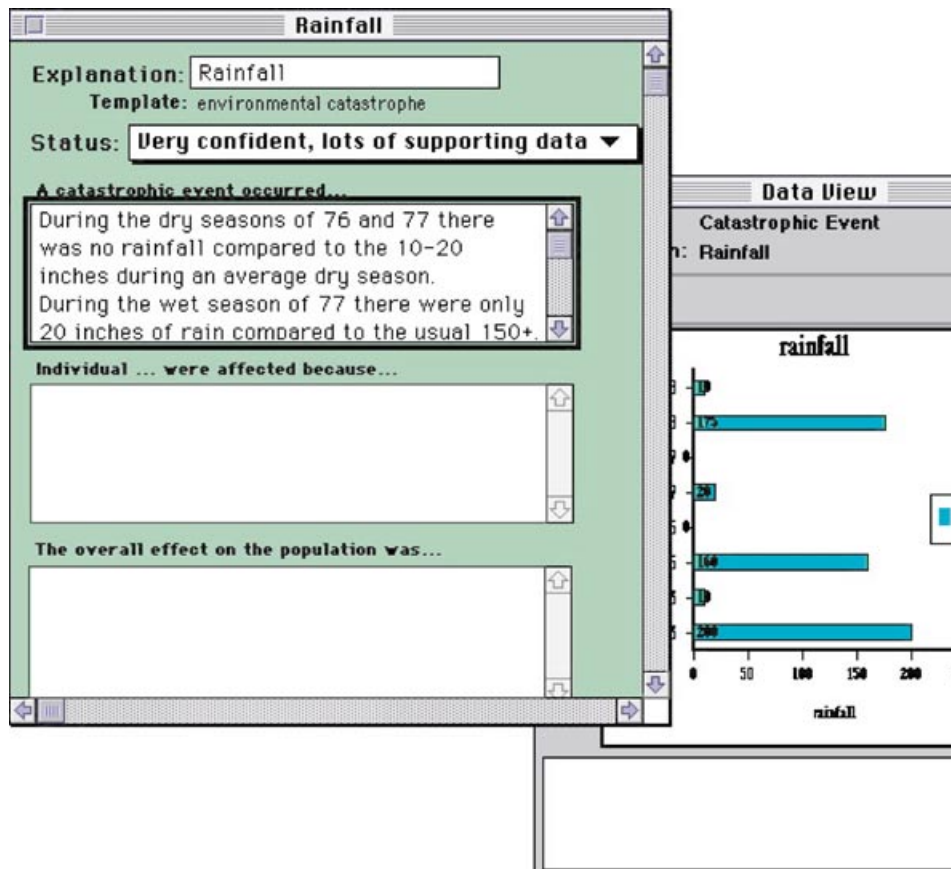 Rainfall
Explanation: Rainfall
Template: environmental catastrophe
Status: Very confident, lots of supporting data
A catastrophic event occurred...
During the dry seasons of 76 and 77 there
was no rainfall compared to the 10-20
inches during an average dry season.
During the wet season of 77 there were only
20 inches of rain compared to the usual 150+.
Individual ... were affected because...
The overall effect on the population was...
Data View
Catastrophic Event
n: Rainfall
rainfall
10
175
0
20
0
160
10
200
0 50 100 150 200
rainfall